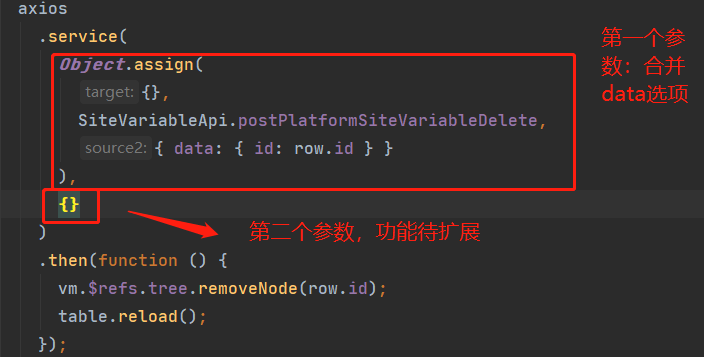 axios
.service(
Object.assign(
target: {},
SiteVariableApi.postPlatformSiteVariableDelete,
source2: { data: { id: row.id } }
),
{}
)
.then(function () {
vm.$refs.tree.removeNode(row.id);
table.reload();
});
第一个参
数：合并
data选项
第二个参数，功能待扩展